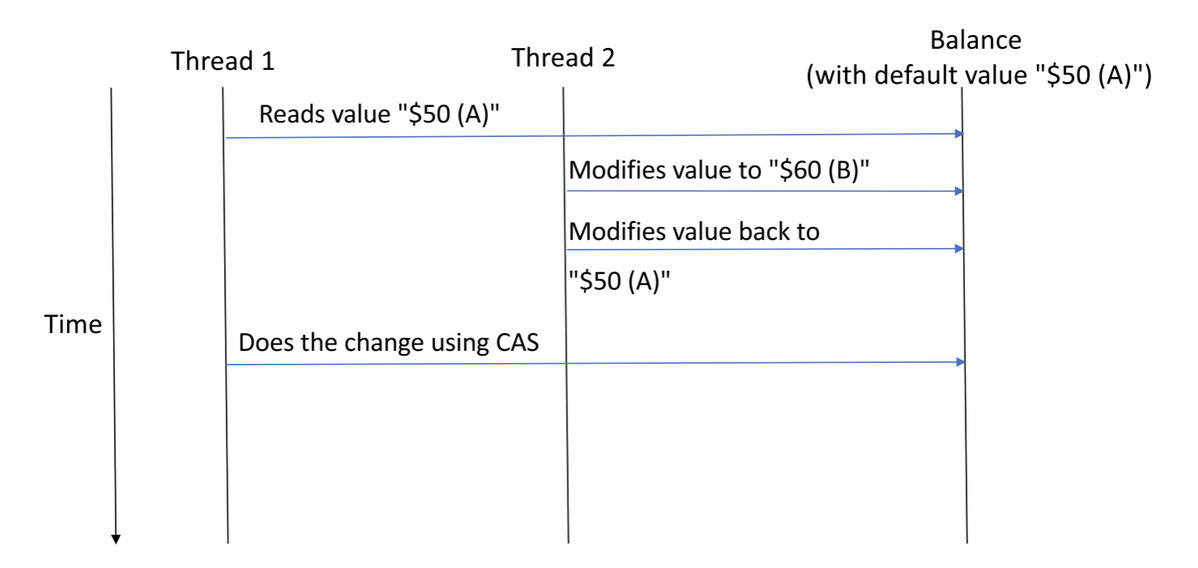 Thread 1
Thread 2
Balance
(with default value "$50 (A)")
Reads value "$50 (A)"
Modifies value to "$60 (B)"
Modifies value back to
"$50 (A)"
Time
Does the change using CAS